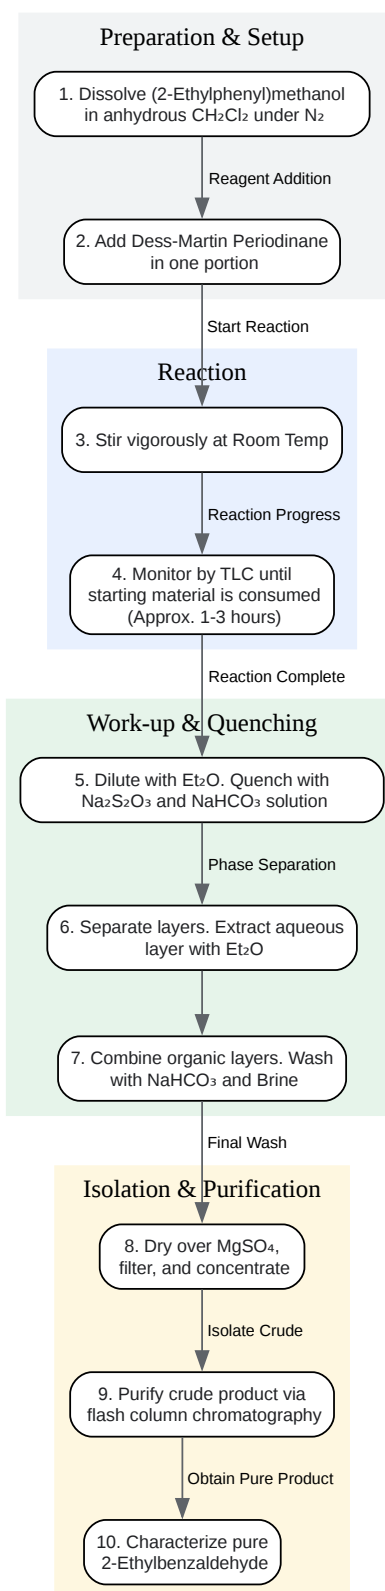 Preparation & Setup
1. Dissolve (2-Ethylphenyl)methanol
in anhydrous CH₂Cl₂ under N₂
Reagent Addition
2. Add Dess-Martin Periodinane
in one portion
Start Reaction
Reaction
3. Stir vigorously at Room Temp
Reaction Progress
4. Monitor by TLC until
starting material is consumed
(Approx. 1-3 hours)
Reaction Complete
Work-up & Quenching
5. Dilute with Et₂O. Quench with
Na₂S₂O₃ and NaHCO₃ solution
Phase Separation
6. Separate layers. Extract aqueous
layer with Et₂O
7. Combine organic layers. Wash
with NaHCO₃ and Brine
Final Wash
Isolation & Purification
8. Dry over MgSO₄,
filter, and concentrate
Isolate Crude
9. Purify crude product via
flash column chromatography
Obtain Pure Product
10. Characterize pure
2-Ethylbenzaldehyde